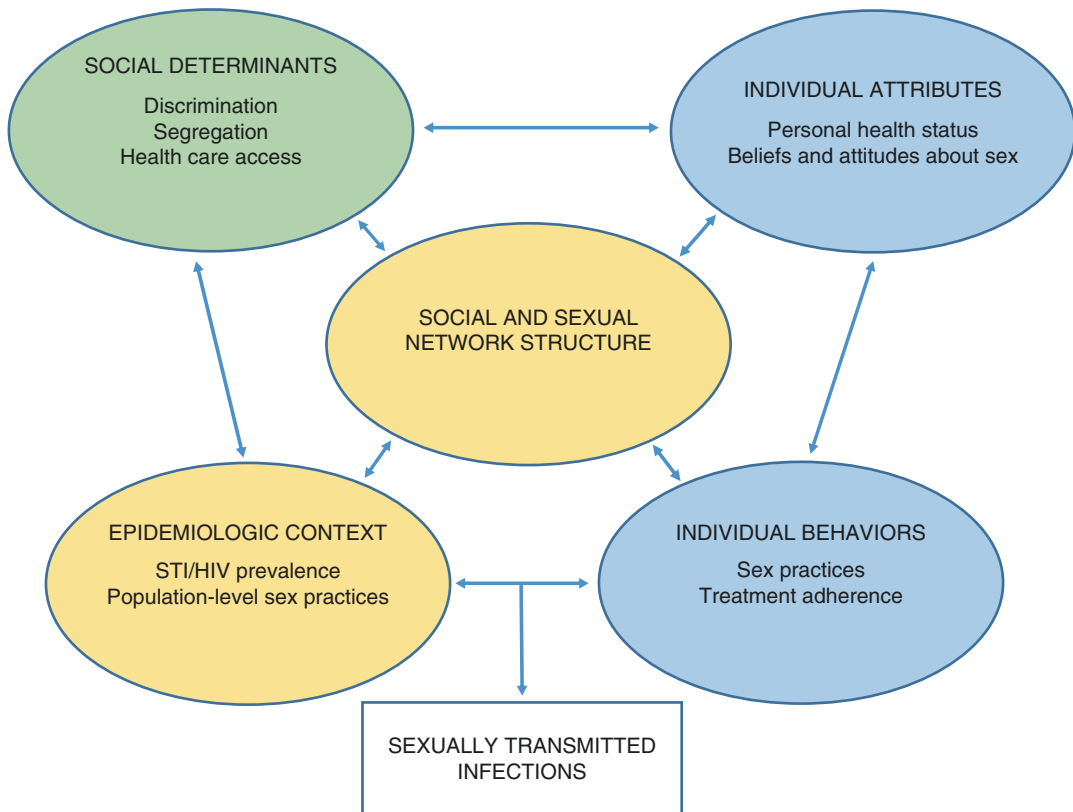 SOCIAL DETERMINANTS
Discrimination
Segregation
Health care access
INDIVIDUAL ATTRIBUTES
Personal health status
Beliefs and attitudes about sex
SOCIAL AND SEXUAL
NETWORK STRUCTURE
EPIDEMIOLOGIC CONTEXT
STI/HIV prevalence
Population-level sex practices
INDIVIDUAL BEHAVIORS
Sex practices
Treatment adherence
SEXUALLY TRANSMITTED
INFECTIONS